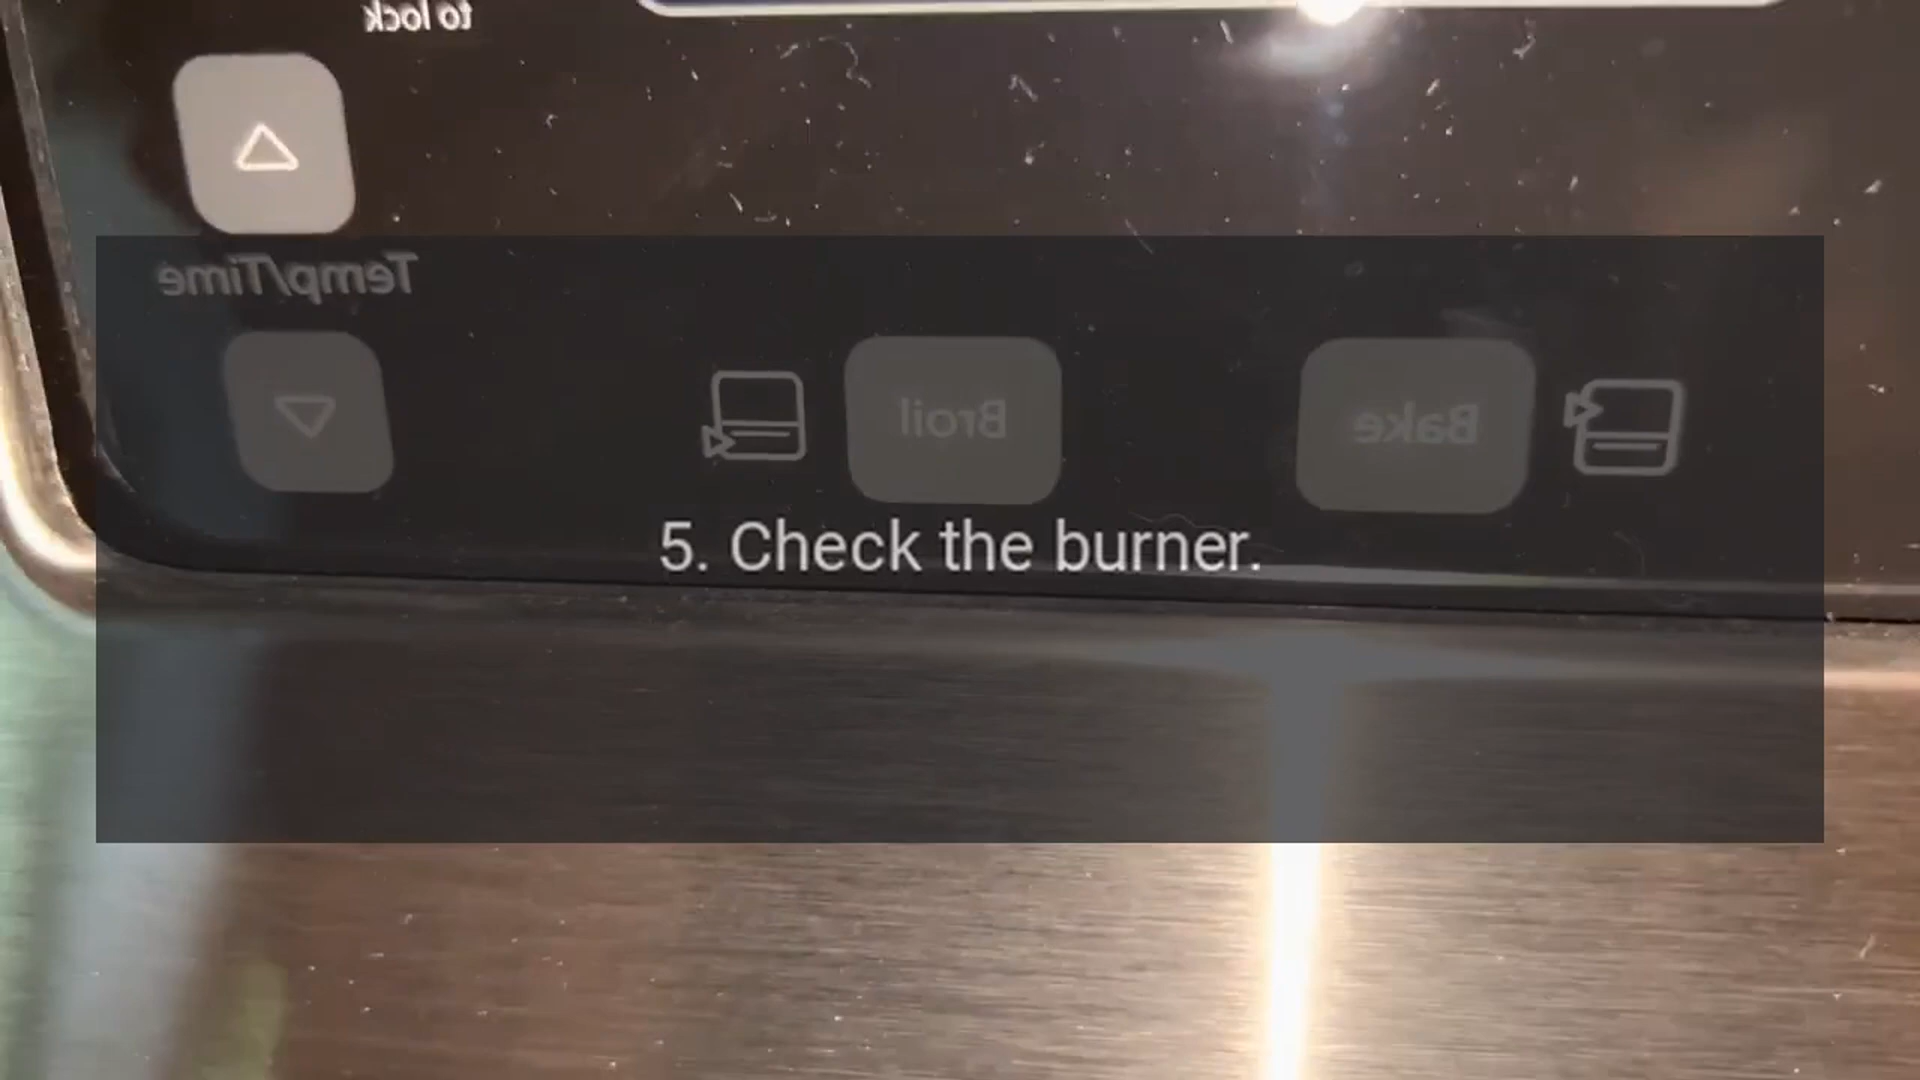 to lock
Temp/Time
Broil
Bake
5. Check the burner.